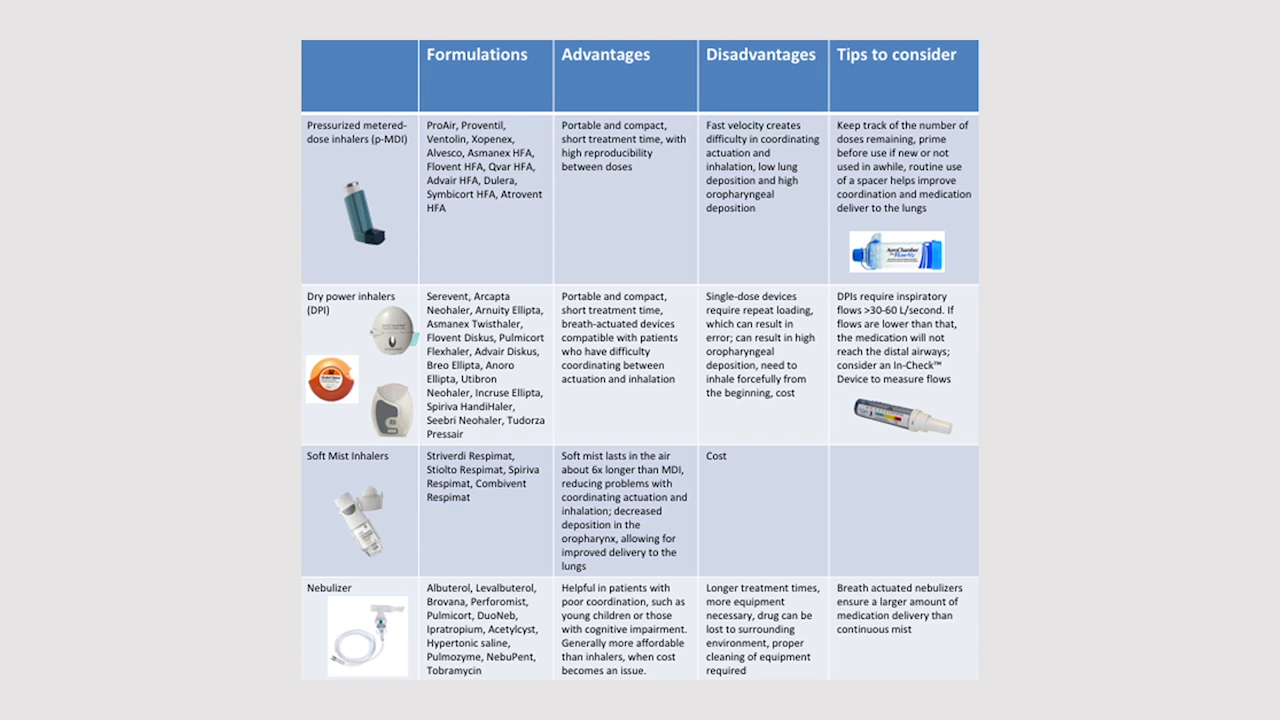 Formulations
Advantages
Disadvantages
Tips to consider
Pressurized metered-
dose inhalers (p-MDI)
ProAir, Proventil,
Ventolin, Xopenex,
Alvesco, Asmanex HFA,
Flovent HFA, Qvar HFA,
Advair HFA, Dulera,
Symbicort HFA, Atrovent
HFA
Portable and compact,
short treatment time, with
high reproducibility
between doses
Fast velocity creates
difficulty in coordinating
actuation and
inhalation, low lung
deposition and high
oropharyngeal
deposition
Keep track of the number of
doses remaining, prime
before use if new or not
used in awhile, routine use
of a spacer helps improve
coordination and medication
deliver to the lungs
AeroChamber
Dry power inhalers
(DPI)
Serevent, Arcapta
Neohaler, Arnuity Ellipta,
Asmanex Twisthaler,
Flovent Diskus, Pulmicort
Flexhaler, Advair Diskus,
Breo Ellipta, Anoro
Ellipta, Utibron
Neohaler, Incruse Ellipta,
Spiriva HandiHaler,
Seebri Neohaler, Tudorza
Pressair
Portable and compact,
short treatment time,
breath-actuated devices
compatible with patients
who have difficulty
coordinating between
actuation and inhalation
Single-dose devices
require repeat loading,
which can result in
error; can result in high
oropharyngeal
deposition, need to
inhale forcefully from
the beginning, cost
DPIs require inspiratory
flows >30-60 L/second. If
flows are lower than that,
the medication will not
reach the distal airways;
consider an In-Check™
Device to measure flows
Soft Mist Inhalers
Striverdi Respimat,
Stiolto Respimat, Spiriva
Respimat, Combivent
Respimat
Soft mist lasts in the air
about 6x longer than MDI,
reducing problems with
coordinating actuation and
inhalation; decreased
deposition in the
oropharynx, allowing for
improved delivery to the
lungs
Cost
Nebulizer
Albuterol, Levalbuterol,
Brovana, Perforomist,
Pulmicort, DuoNeb,
Ipratropium, Acetylcyst,
Hypertonic saline,
Pulmozyme, NebuPent,
Tobramycin
Helpful in patients with
poor coordination, such as
young children or those
with cognitive impairment.
Generally more affordable
than inhalers, when cost
becomes an issue.
Longer treatment times,
more equipment
necessary, drug can be
lost to surrounding
environment, proper
cleaning of equipment
required
Breath actuated nebulizers
ensure a larger amount of
medication delivery than
continuous mist